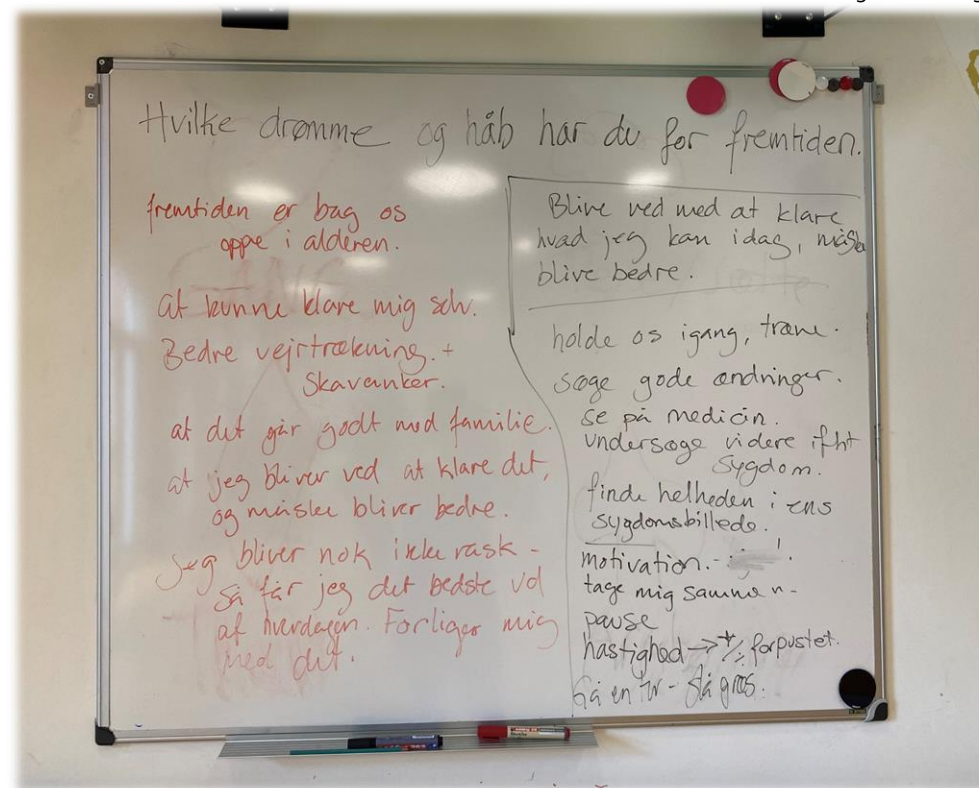 Hvilke drømme og håb har du for fremtiden.
fremtiden er bag os
oppe i alderen.
at kunne klare mig selv.
Bedre vejrtrækning. +
Skavanker.
at det går godt med familie.
at jeg bliver ved at klare det,
og måske bliver bedre.
Jeg bliver nok ikke rask -
så får jeg det bedste ud
af hverdagen. Forliger mig
med det.
Blive ved med at klare
hvad jeg kan idag, måske
blive bedre.
holde os igang, træne.
søge gode ændringer.
se på medicin.
undersøge videre ifht
sygdom.
finde helheden i ens
sygdomsbillede.
motivation. -
tage mig sammen -
pause
hastighed → +/÷ forpustet.
Gå en tur - slå græs.